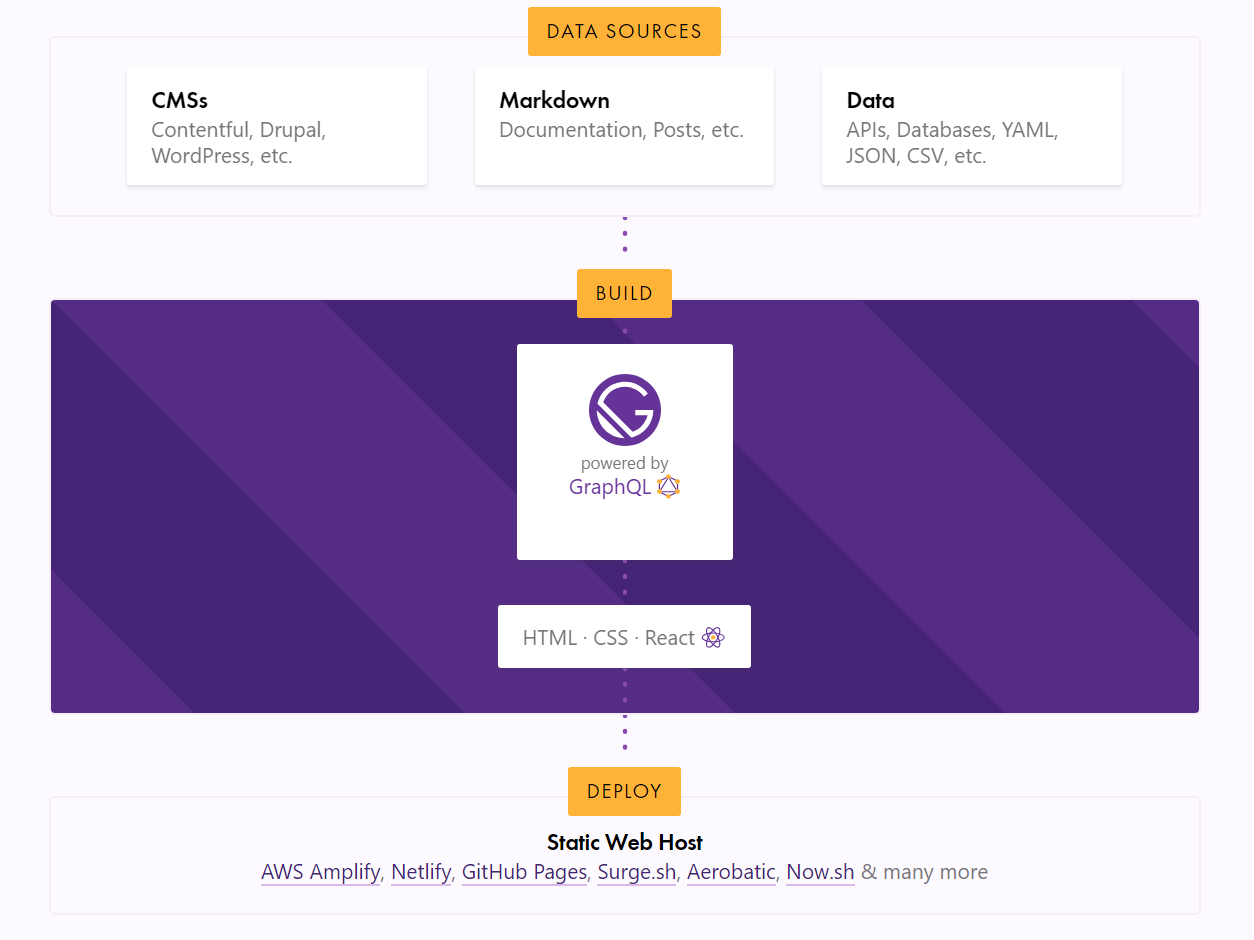 DATA SOURCES
CMSs
Contentful, Drupal,
WordPress, etc.
Markdown
Documentation, Posts, etc.
Data
APIs, Databases, YAML,
JSON, CSV, etc.
BUILD
powered by
GraphQL
HTML · CSS · React
DEPLOY
Static Web Host
AWS Amplify, Netlify, GitHub Pages, Surge.sh, Aerobatic, Now.sh & many more